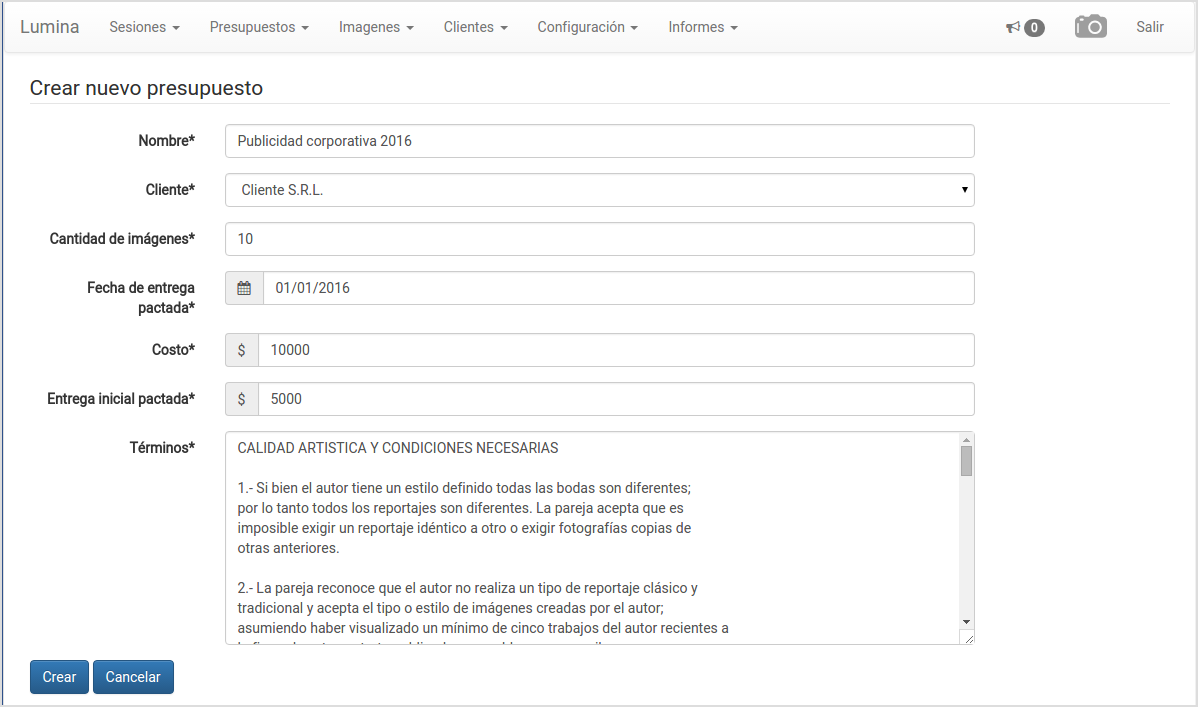 Lumina Sesiones Presupuestos Imagenes Clientes Configuración Informes 0 Salir
Crear nuevo presupuesto
Nombre* Publicidad corporativa 2016
Cliente* Cliente S.R.L.
Cantidad de imágenes* 10
Fecha de entrega
pactada* 01/01/2016
Costo* $ 10000
Entrega inicial pactada* $ 5000
Términos* CALIDAD ARTISTICA Y CONDICIONES NECESARIAS
1.- Si bien el autor tiene un estilo definido todas las bodas son diferentes;
por lo tanto todos los reportajes son diferentes. La pareja acepta que es
imposible exigir un reportaje idéntico a otro o exigir fotografías copias de
otras anteriores.
2.- La pareja reconoce que el autor no realiza un tipo de reportaje clásico y
tradicional y acepta el tipo o estilo de imágenes creadas por el autor;
asumiendo haber visualizado un mínimo de cinco trabajos del autor recientes a
Crear Cancelar